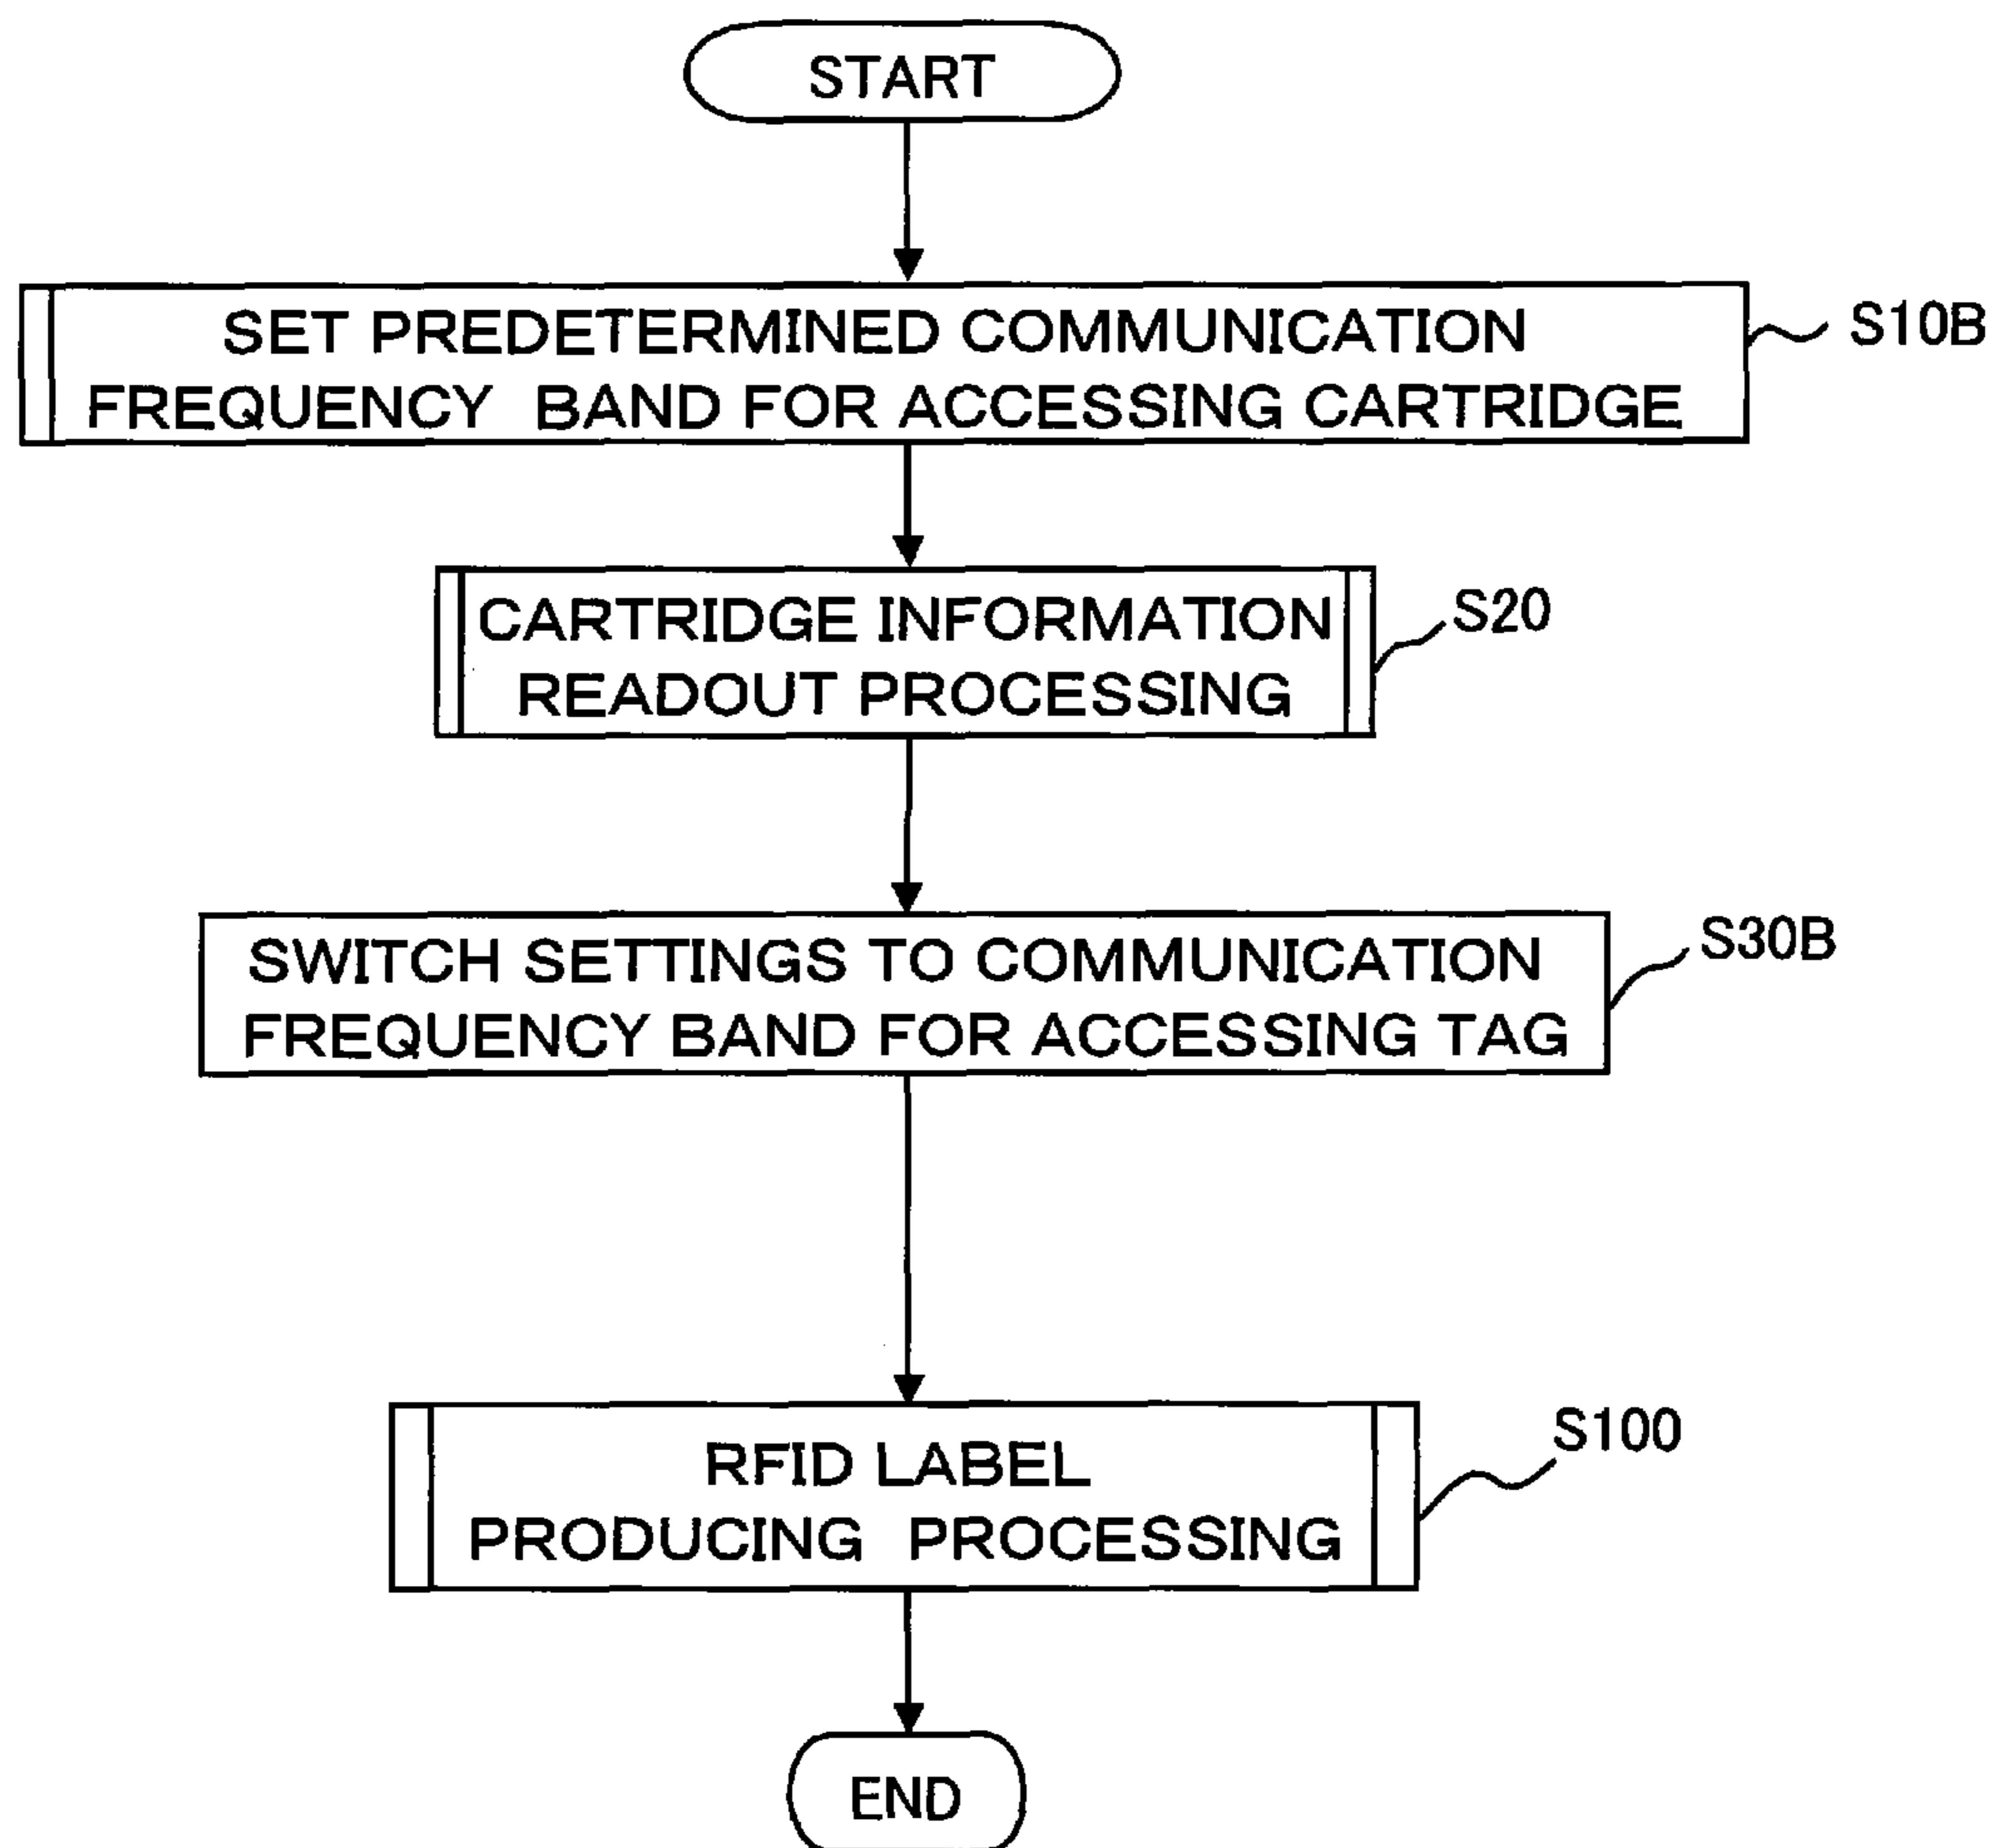 START
SET PREDETERMINED COMMUNICATION
FREQUENCY BAND FOR ACCESSING CARTRIDGE
S10B
CARTRIDGE INFORMATION
READOUT PROCESSING
S20
SWITCH SETTINGS TO COMMUNICATION
FREQUENCY BAND FOR ACCESSING TAG
S30B
RFID LABEL
PRODUCING PROCESSING
S100
END